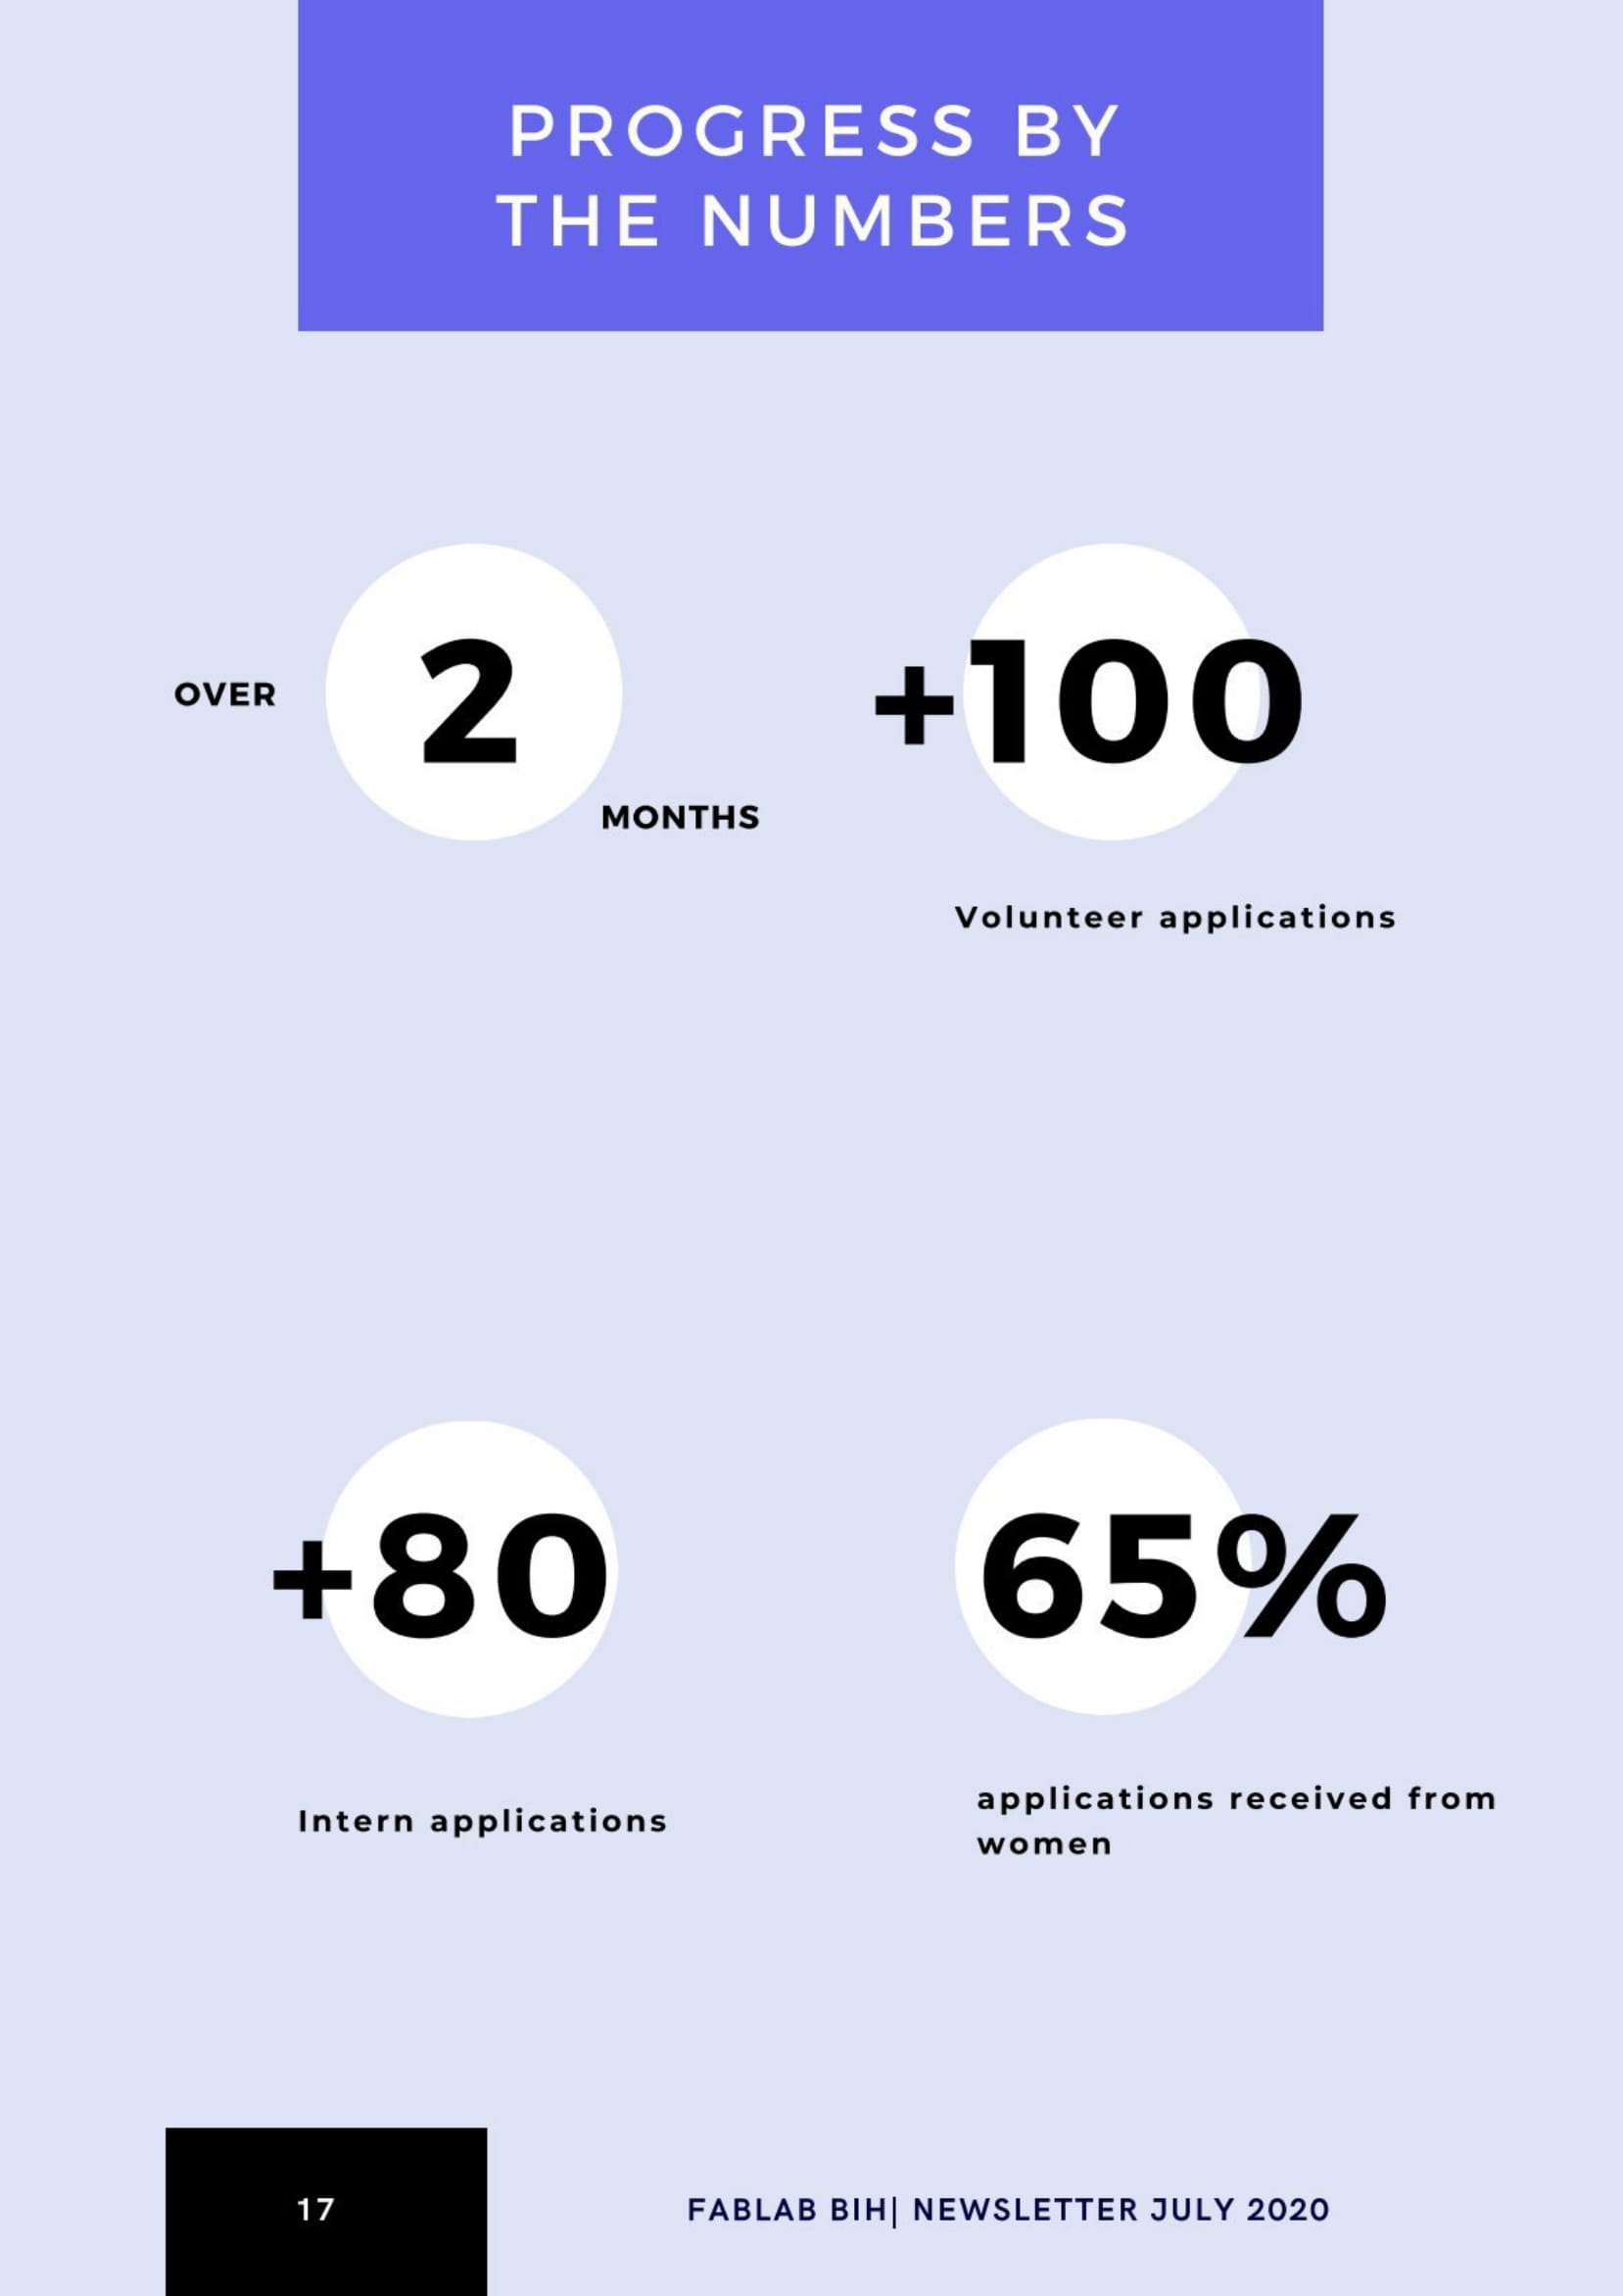 PROGRESS BY
THE NUMBERS
OVER
2
MONTHS
+100
Volunteer applications
+80
Intern applications
65%
applications received from
women
17
FABLAB BIH| NEWSLETTER JULY 2020